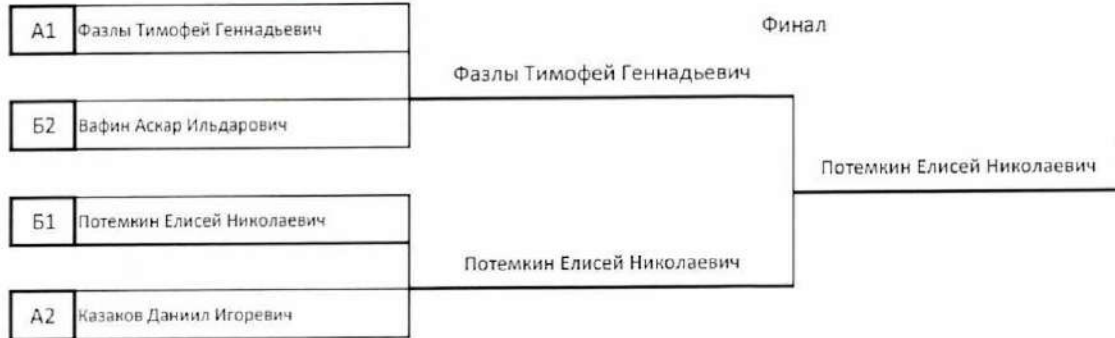 А1 Фазлы Тимофей Геннадьевич
Финал
Фазлы Тимофей Геннадьевич
Б2 Вафин Аскар Ильдарович
Потемкин Елисей Николаевич
Б1 Потемкин Елисей Николаевич
Потемкин Елисей Николаевич
А2 Казаков Даниил Игоревич